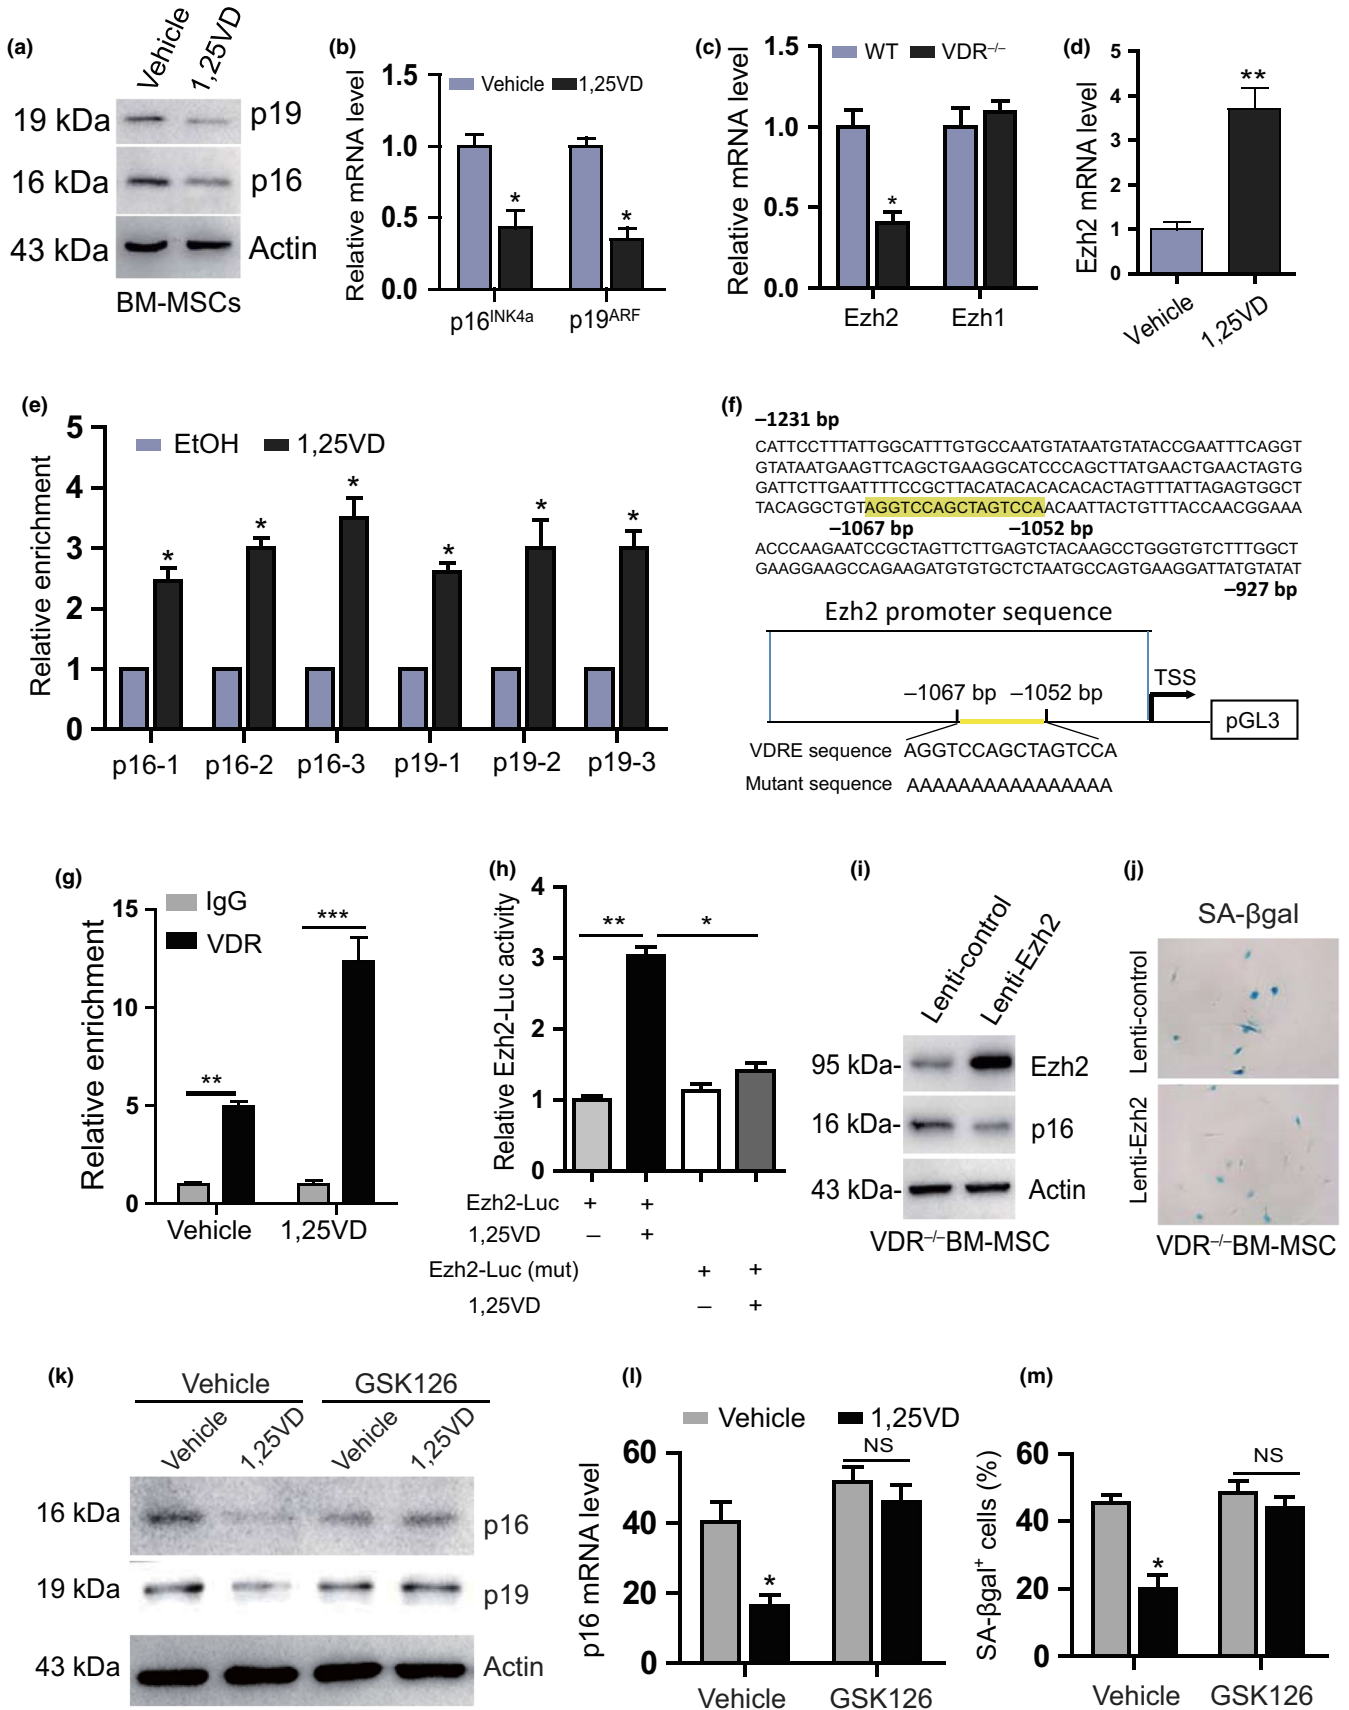 (a)
Vehicle
1,25VD
19 kDa
p19
16 kDa
p16
43 kDa
Actin
BM-MSCs
(b)
Vehicle 1,25VD
Relative mRNA level
1.5
1.0
0.5
0.0
*
*
p16INK4a
p19ARF
(c)
WT VDR–/–
Relative mRNA level
1.5
1.0
0.5
0.0
*
Ezh2
Ezh1
(d)
Ezh2 mRNA level
5
4
3
2
1
0
**
Vehicle
1,25VD
(e)
EtOH 1,25VD
Relative enrichment
5
4
3
2
1
0
*
*
*
*
*
*
p16-1 p16-2 p16-3 p19-1 p19-2 p19-3
(f)
–1231 bp
CATTCCTTTATTGGCATTTGTGCCAATGTATAATGTATACCGAATTTCAGGT
GTATAATGAAGTTCAGCTGAAGGCATCCCAGCTTATGAACTGAACTAGTG
GATTCTTGAATTTTCCGCTTACATACACACACACTAGTTTATTAGAGTGGCT
TACAGGCTGTAGGTCCAGCTAGTCCAACAATTACTGTTTACCAACGGAAA
–1067 bp –1052 bp
ACCCAAGAATCCGCTAGTTCTTGAGTCTACAAGCCTGGGTGTCTTTGGCT
GAAGGAAGCCAGAAGATGTGTGCTCTAATGCCAGTGAAGGATTATGTATAT
–927 bp
Ezh2 promoter sequence
TSS
–1067 bp –1052 bp
pGL3
VDRE sequence AGGTCCAGCTAGTCCA
Mutant sequence AAAAAAAAAAAAAAAA
(g)
IgG
VDR
Relative enrichment
15
10
5
0
**
***
Vehicle 1,25VD
(h)
Relative Ezh2-Luc activity
4
3
2
1
0
**
*
Ezh2-Luc + +
1,25VD – +
Ezh2-Luc (mut) + +
1,25VD – +
(i)
Lenti-control
Lenti-Ezh2
95 kDa-
Ezh2
16 kDa-
p16
43 kDa-
Actin
VDR–/–BM-MSC
(j)
SA-βgal
Lenti-control
Lenti-Ezh2
VDR–/–BM-MSC
(k)
Vehicle GSK126
Vehicle
1,25VD
Vehicle
1,25VD
16 kDa
p16
19 kDa
p19
43 kDa
Actin
(l)
Vehicle 1,25VD
p16 mRNA level
60
40
20
0
*
NS
Vehicle GSK126
(m)
SA-βgal+ cells (%)
60
40
20
0
*
NS
Vehicle GSK126